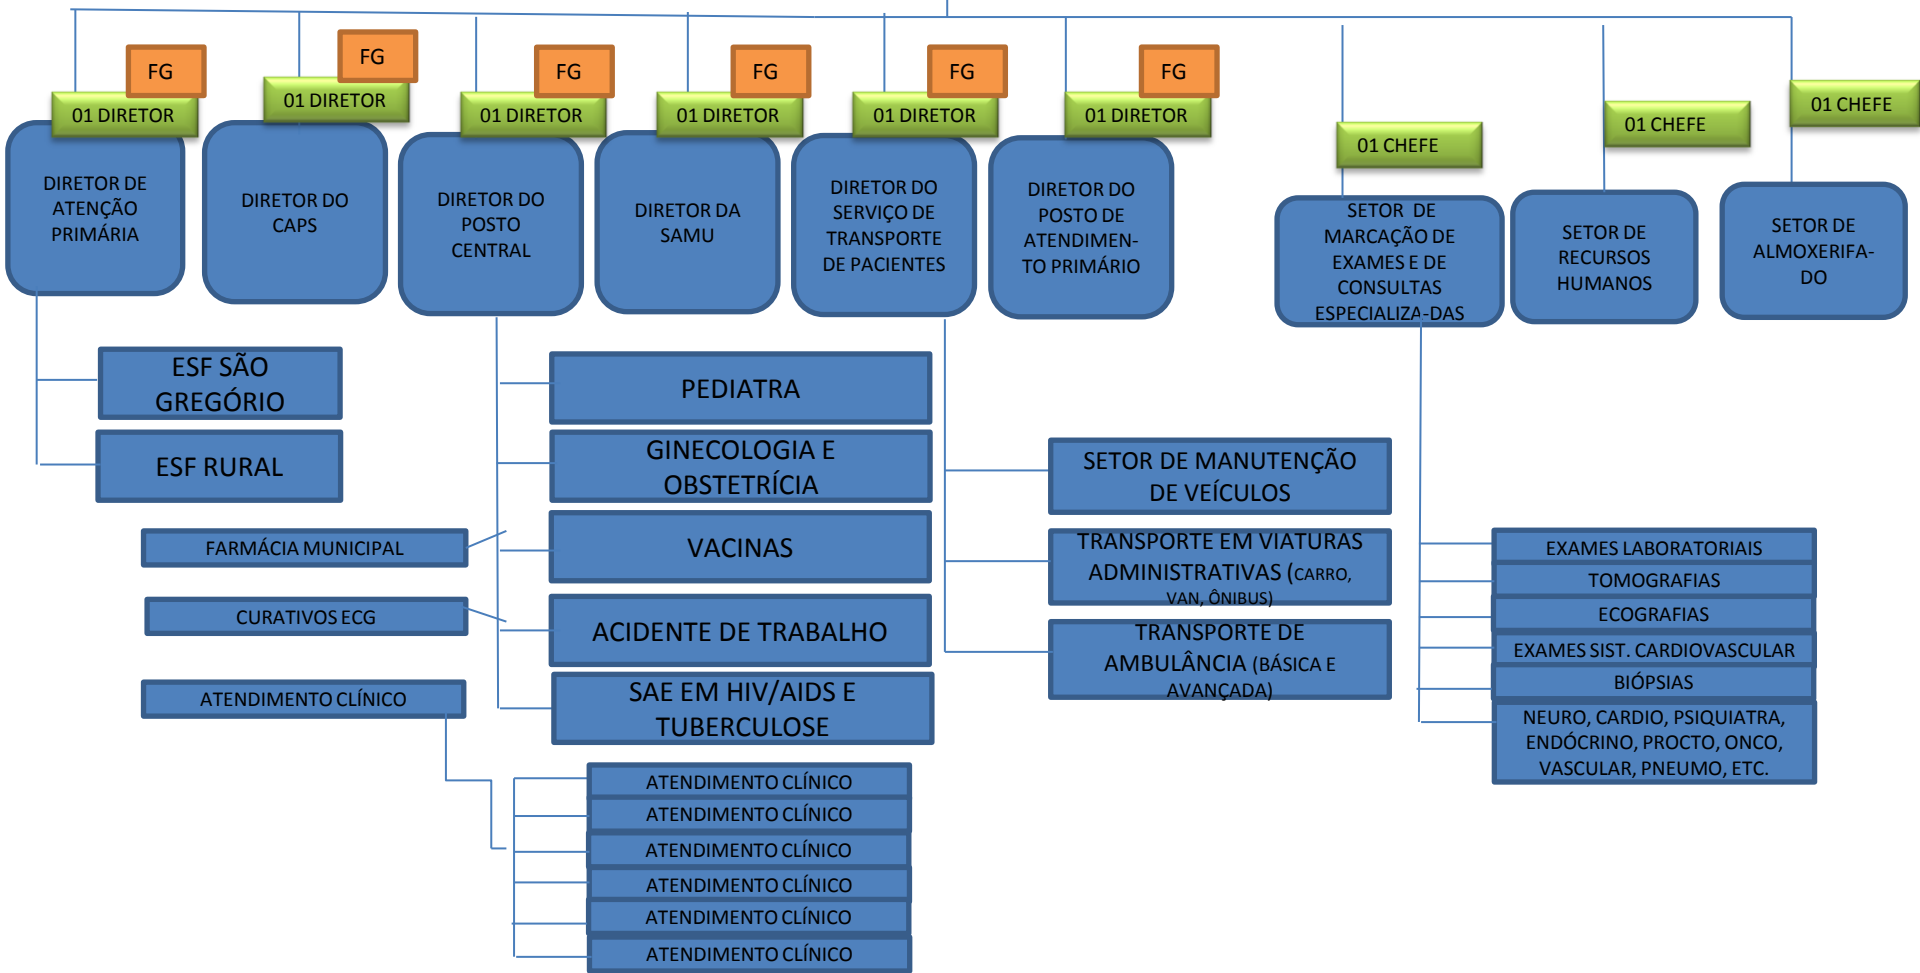 FG
01 DIRETOR
DIRETOR DE
ATENÇÃO
PRIMÁRIA
FG
01 DIRETOR
DIRETOR DO
CAPS
FG
01 DIRETOR
DIRETOR DO
POSTO
CENTRAL
FG
01 DIRETOR
DIRETOR DA
SAMU
FG
01 DIRETOR
DIRETOR DO
SERVIÇO DE
TRANSPORTE
DE PACIENTES
FG
01 DIRETOR
DIRETOR DO
POSTO DE
ATENDIMEN-
TO PRIMÁRIO
01 CHEFE
SETOR DE
MARCAÇÃO DE
EXAMES E DE
CONSULTAS
ESPECIALIZA-DAS
01 CHEFE
SETOR DE
RECURSOS
HUMANOS
01 CHEFE
SETOR DE
ALMOXERIFA-
DO
ESF SÃO
GREGÓRIO
ESF RURAL
FARMÁCIA MUNICIPAL
CURATIVOS ECG
ATENDIMENTO CLÍNICO
PEDIATRA
GINECOLOGIA E
OBSTETRÍCIA
VACINAS
ACIDENTE DE TRABALHO
SAE EM HIV/AIDS E
TUBERCULOSE
ATENDIMENTO CLÍNICO
ATENDIMENTO CLÍNICO
ATENDIMENTO CLÍNICO
ATENDIMENTO CLÍNICO
ATENDIMENTO CLÍNICO
ATENDIMENTO CLÍNICO
SETOR DE MANUTENÇÃO
DE VEÍCULOS
TRANSPORTE EM VIATURAS
ADMINISTRATIVAS (CARRO,
VAN, ÔNIBUS)
TRANSPORTE DE
AMBULÂNCIA (BÁSICA E
AVANÇADA)
EXAMES LABORATORIAIS
TOMOGRAFIAS
ECOGRAFIAS
EXAMES SIST. CARDIOVASCULAR
BIÓPSIAS
NEURO, CARDIO, PSIQUIATRA,
ENDÓCRINO, PROCTO, ONCO,
VASCULAR, PNEUMO, ETC.